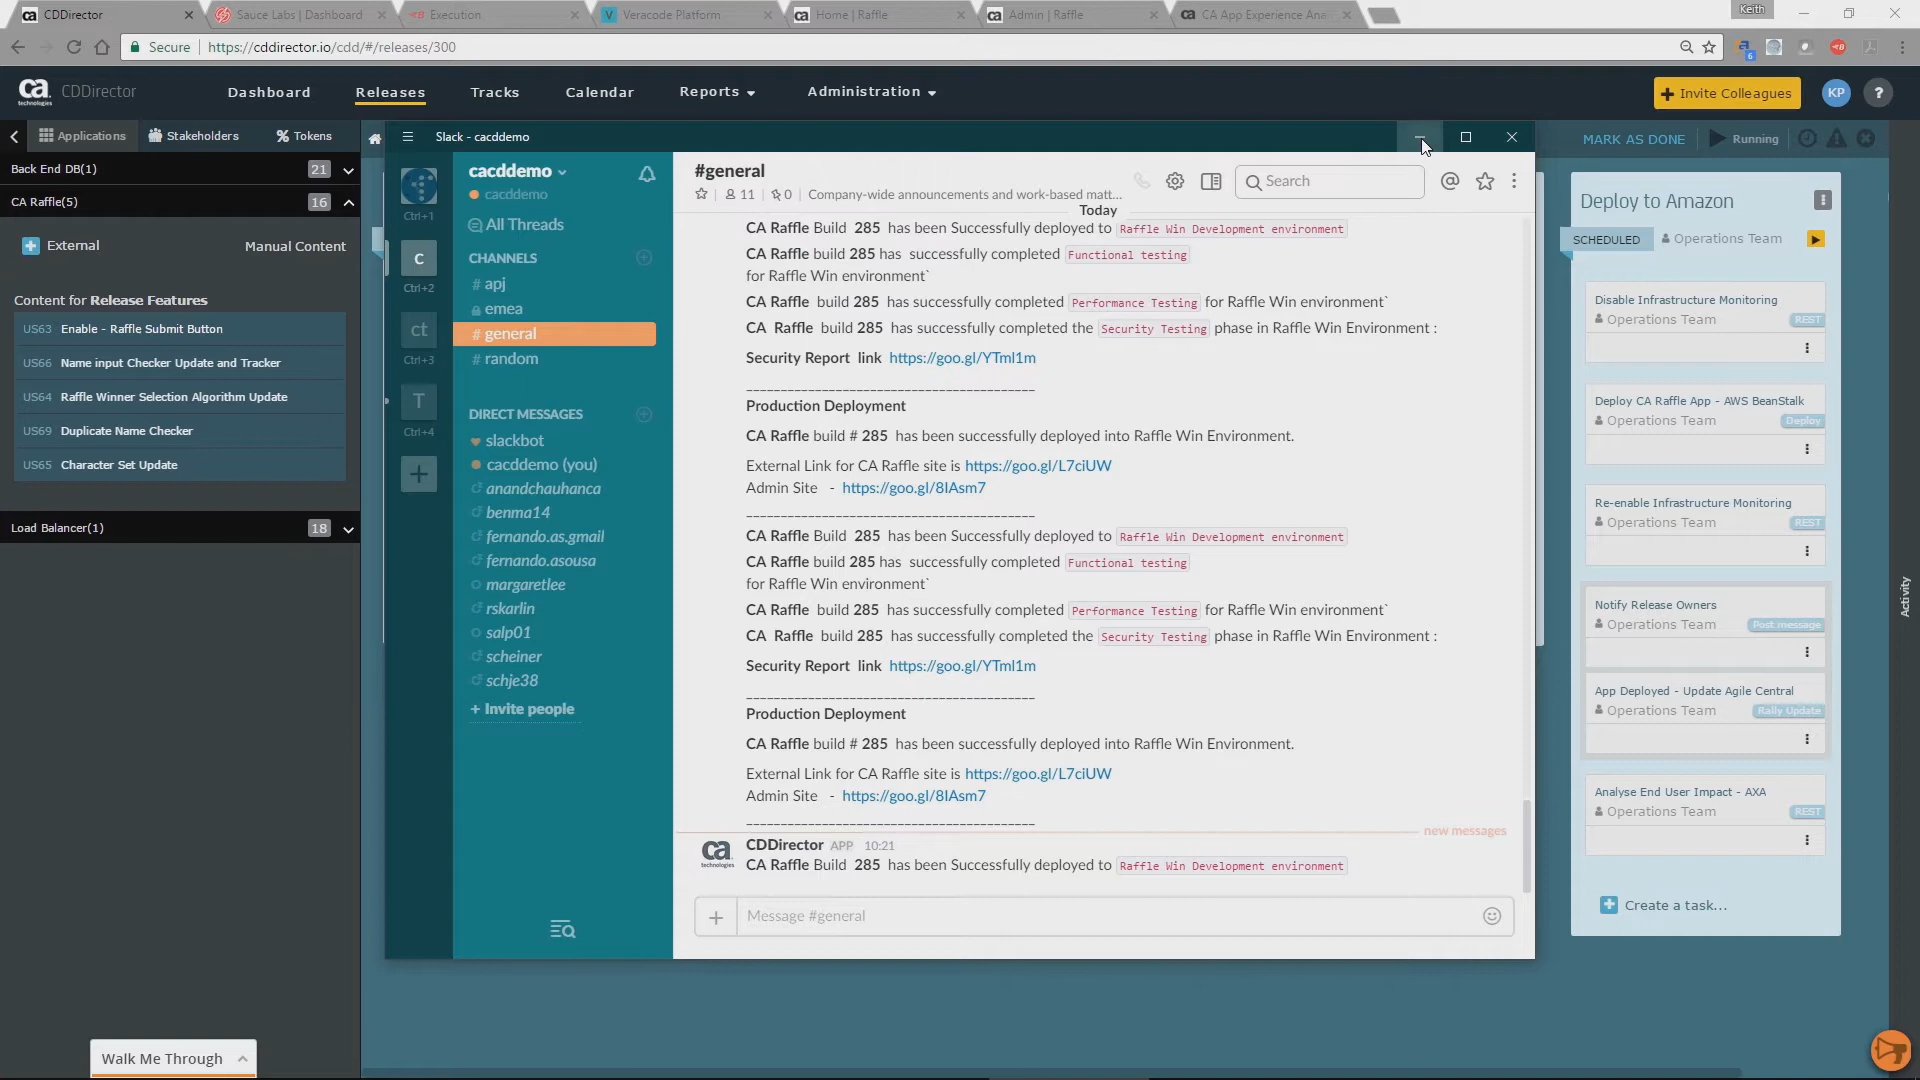 CDDirector
Sauce Labs | Dashboard
Execution
Veracode Platform
Home | Raffle
Admin | Raffle
CA App Experience Ana
Keith
Secure
https://cddirector.io/cdd/#/releases/300
ca technologies
CDDirector
Dashboard
Releases
Tracks
Calendar
Reports
Administration
Invite Colleagues
KP
?
Applications
Stakeholders
Tokens
Back End DB(1)
21
CA Raffle(5)
16
External
Manual Content
Content for Release Features
US63 Enable - Raffle Submit Button
US66 Name input Checker Update and Tracker
US64 Raffle Winner Selection Algorithm Update
US69 Duplicate Name Checker
US65 Character Set Update
Load Balancer(1)
18
Walk Me Through
Slack - cacddemo
Ctrl+1
C
Ctrl+2
ct
Ctrl+3
T
Ctrl+4
cacddemo
cacddemo
All Threads
CHANNELS
# apj
emea
# general
# random
DIRECT MESSAGES
slackbot
cacddemo (you)
anandchauhanca
benma14
fernando.as.gmail
fernando.asousa
margaretlee
rskarlin
salp01
scheiner
schje38
+ Invite people
#general
11
0
Company-wide announcements and work-based matt...
Search
Today
CA Raffle Build 285 has been Successfully deployed to Raffle Win Development environment
CA Raffle build 285 has successfully completed Functional testing
for Raffle Win environment`
CA Raffle build 285 has successfully completed Performance Testing for Raffle Win environment`
CA Raffle build 285 has successfully completed the Security Testing phase in Raffle Win Environment :
Security Report link https://goo.gl/YTml1m
Production Deployment
CA Raffle build # 285 has been successfully deployed into Raffle Win Environment.
External Link for CA Raffle site is https://goo.gl/L7ciUW
Admin Site - https://goo.gl/8IAsm7
CA Raffle Build 285 has been Successfully deployed to Raffle Win Development environment
CA Raffle build 285 has successfully completed Functional testing
for Raffle Win environment`
CA Raffle build 285 has successfully completed Performance Testing for Raffle Win environment`
CA Raffle build 285 has successfully completed the Security Testing phase in Raffle Win Environment :
Security Report link https://goo.gl/YTml1m
Production Deployment
CA Raffle build # 285 has been successfully deployed into Raffle Win Environment.
External Link for CA Raffle site is https://goo.gl/L7ciUW
Admin Site - https://goo.gl/8IAsm7
new messages
ca technologies
CDDirector APP 10:21
CA Raffle Build 285 has been Successfully deployed to Raffle Win Development environment
Message #general
MARK AS DONE
Running
Deploy to Amazon
SCHEDULED
Operations Team
Disable Infrastructure Monitoring
Operations Team
REST
Deploy CA Raffle App - AWS BeanStalk
Operations Team
Deploy
Re-enable Infrastructure Monitoring
Operations Team
REST
Notify Release Owners
Operations Team
Post message
App Deployed - Update Agile Central
Operations Team
Rally Update
Analyse End User Impact - AXA
Operations Team
REST
Create a task...
Activity